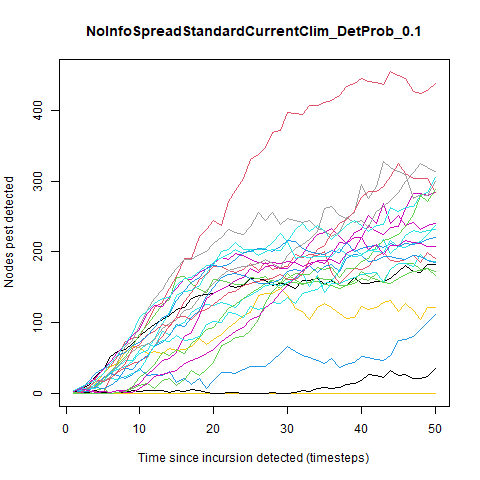 NoInfoSpreadStandardCurrentClim_DetProb_0.1
Nodes pest detected
400
300
200
100
0
0 10 20 30 40 50
Time since incursion detected (timesteps)